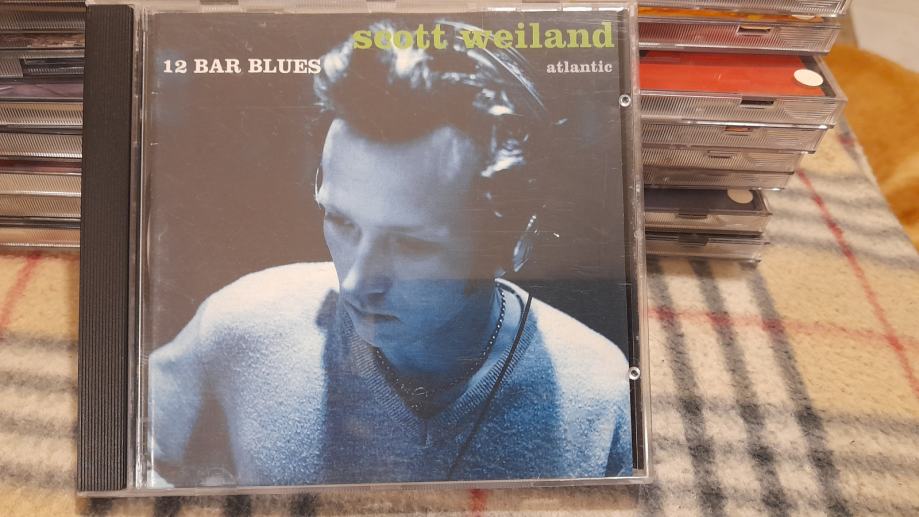 scott weiland
12 BAR BLUES
atlantic